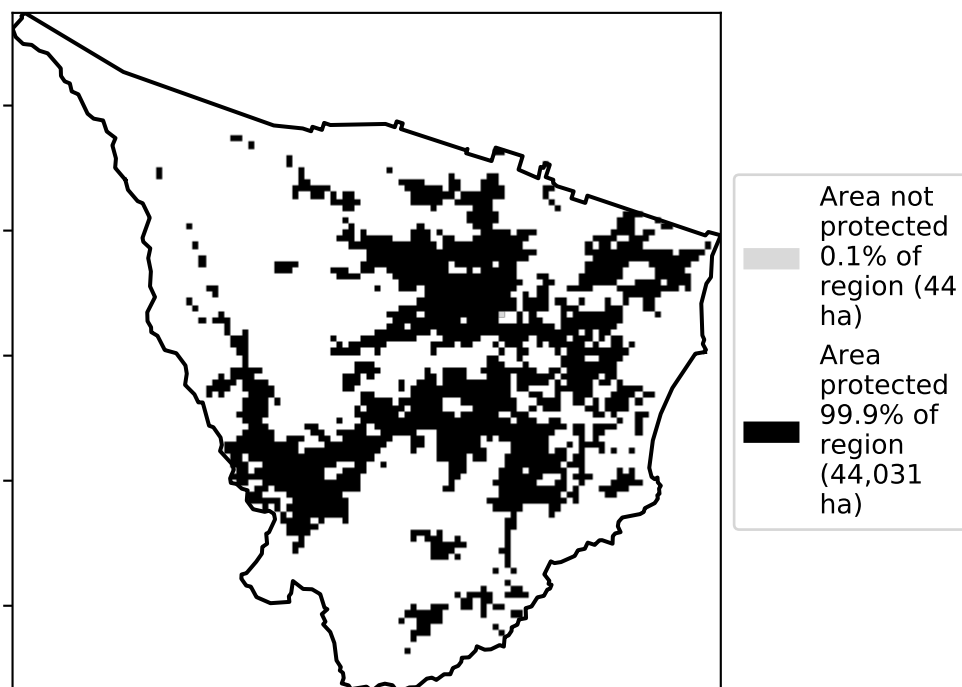 Area not
protected
0.1% of
region (44
ha)
Area
protected
99.9% of
region
(44,031
ha)